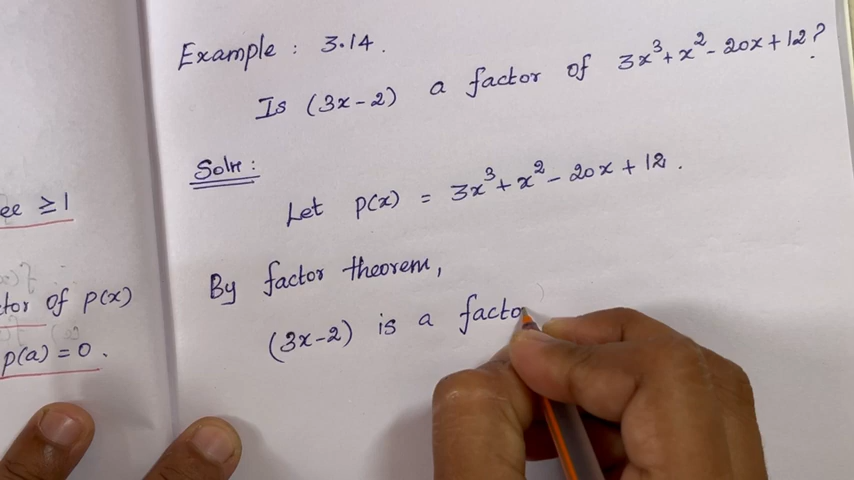 ee ≥1
tor of p(x)
p(a) = 0.
Example : 3.14.
Is (3x-2) a factor of 3x³+x²-20x+12?
Soln:
Let p(x) = 3x³+x²-20x+12.
By factor theorem,
(3x-2) is a facto